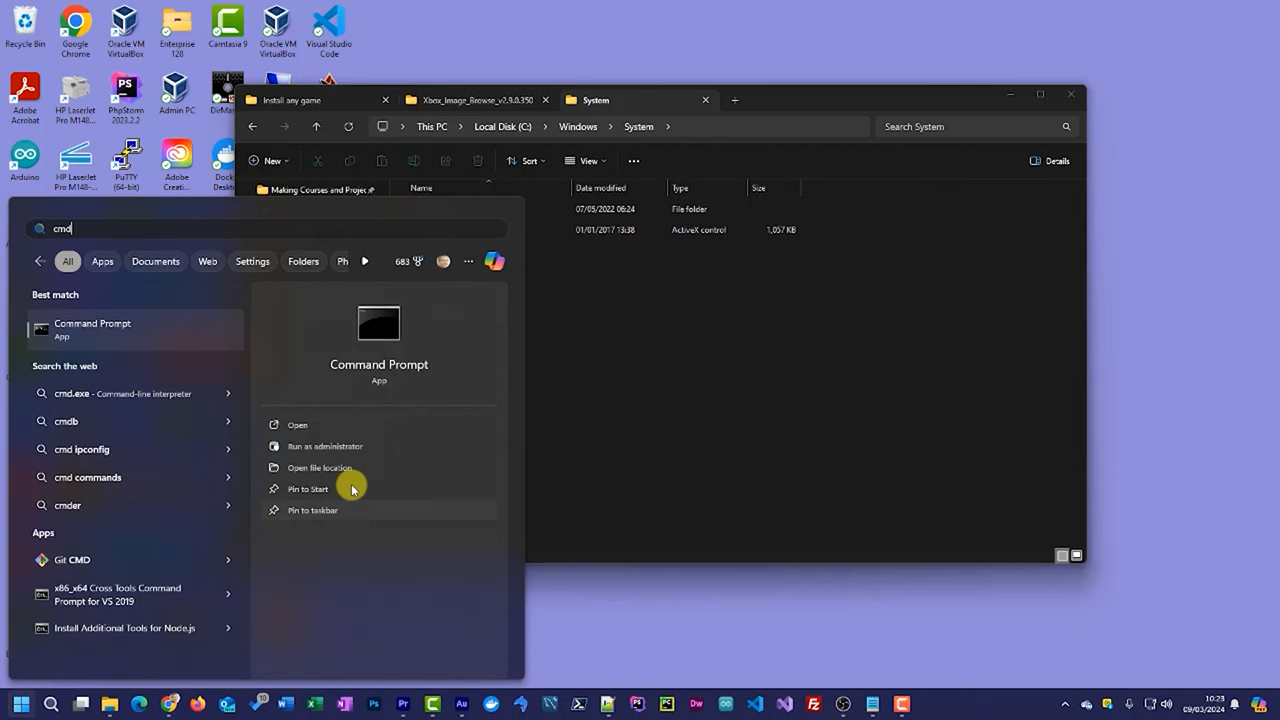 Recycle Bin
Google
Chrome
Oracle VM
VirtualBox
Enterprise
128
Camtasia 9
Oracle VM
VirtualBox
Visual Studio
Code
Adobe
Acrobat
HP LaserJet
Pro M148...
PhpStorm
2023.2.2
Admin PC
Arduino
HP LaserJet
Pro M148-...
PuTTY
(64-bit)
Adobe
Creati...
Install any game
Xbox_Image_Browse_v2.9.0.350
System
This PC
Local Disk (C:)
Windows
System
Search System
New
Sort
View
Details
Making Courses and Projec
Name
Date modified
Type
Size
07/05/2022 06:24
File folder
01/01/2017 13:38
ActiveX control
1,057 KB
cmd
All
Apps
Documents
Web
Settings
Folders
Ph
683
Best match
Command Prompt
App
Search the web
cmd.exe - Command-line interpreter
cmdb
cmd ipconfig
cmd commands
cmder
Apps
Git CMD
x86_x64 Cross Tools Command
Prompt for VS 2019
Install Additional Tools for Node.js
Command Prompt
App
Open
Run as administrator
Open file location
Pin to Start
Pin to taskbar
10:23
09/03/2024